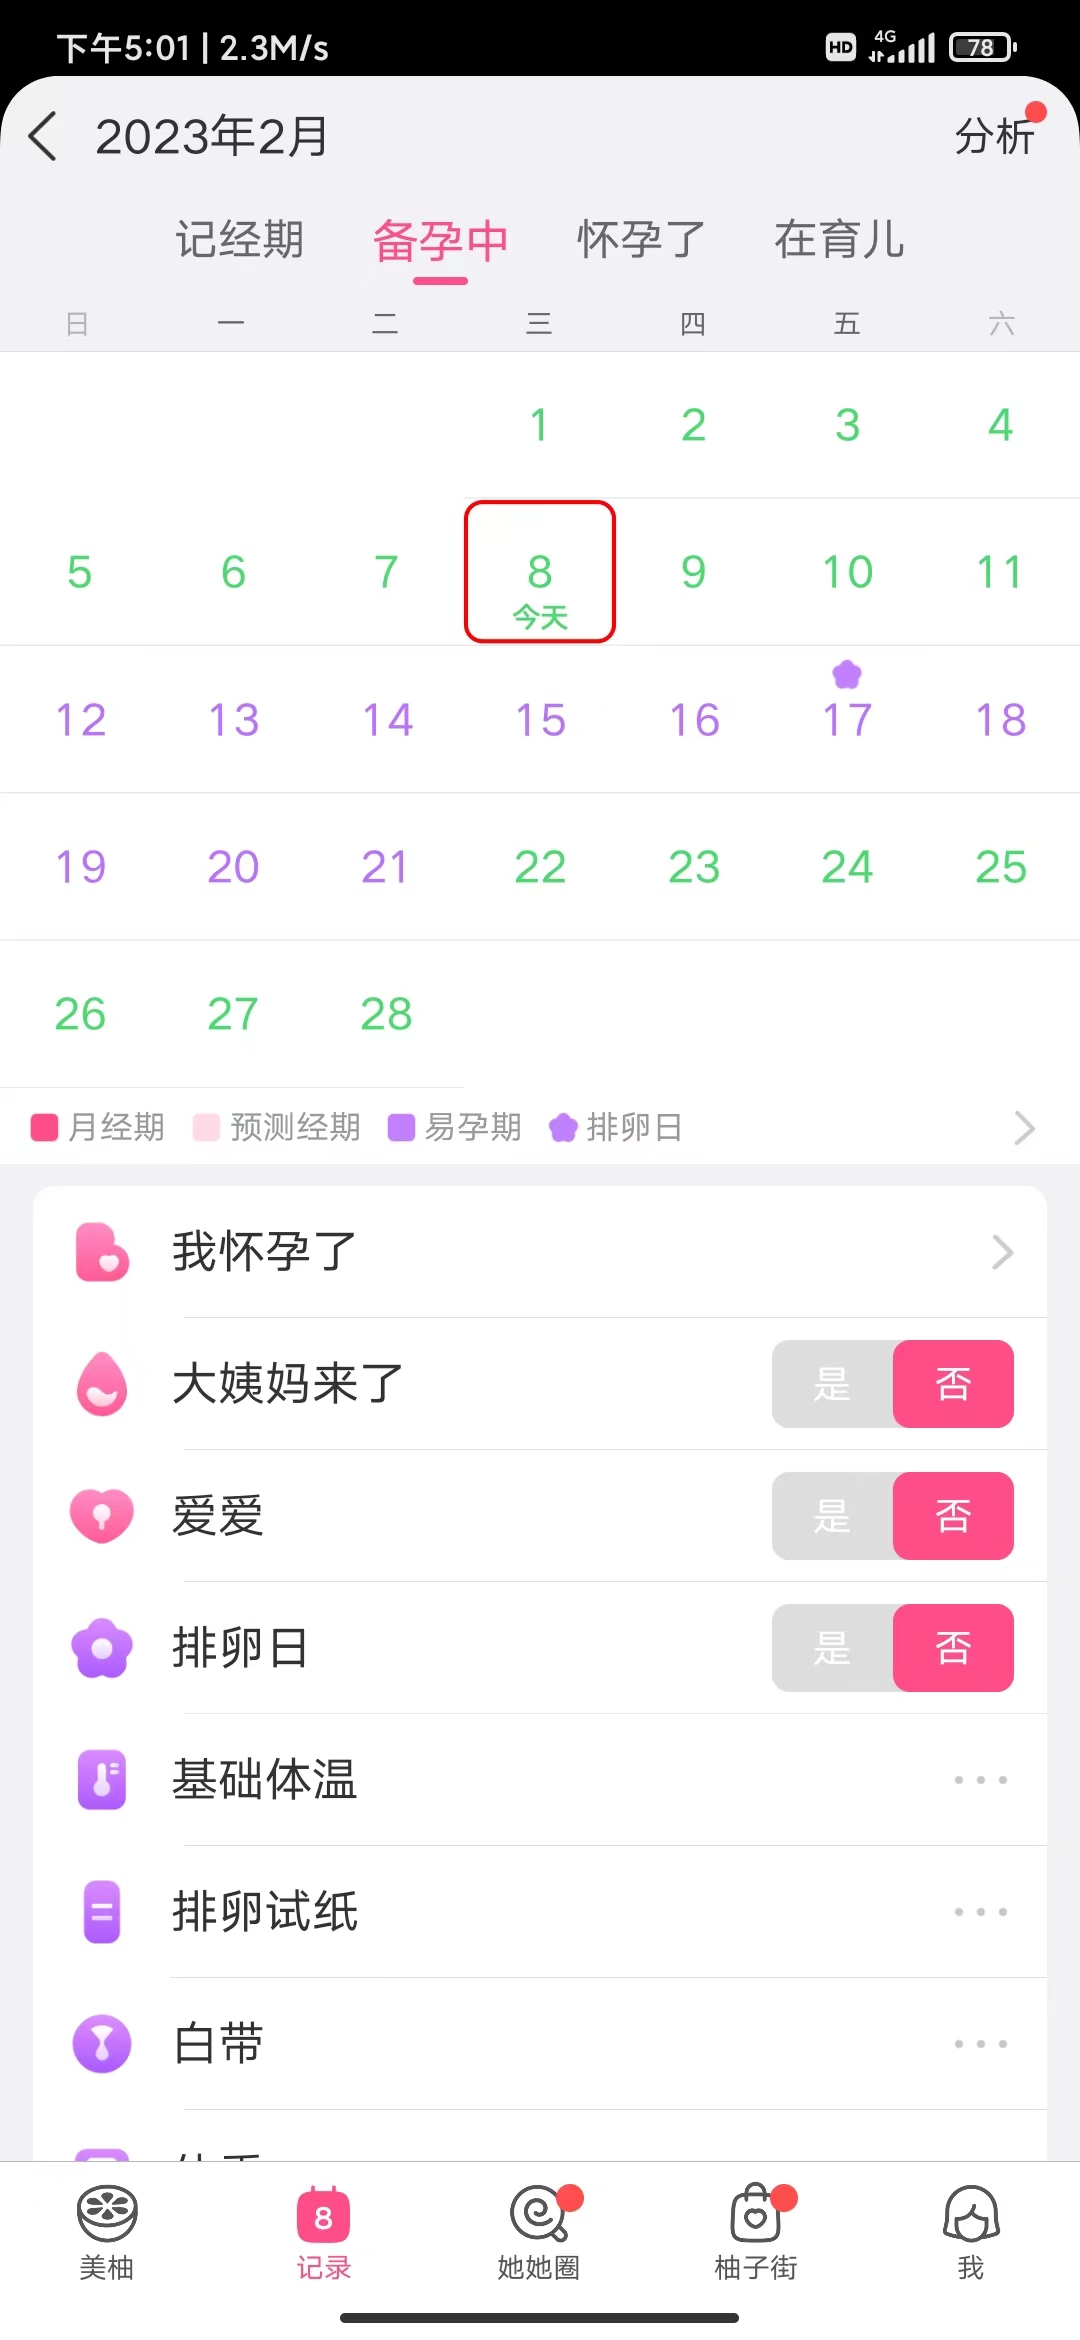 下午5:01 | 2.3M/s HD 4G 78
2023年2月 分析
记经期 备孕中 怀孕了 在育儿
日 一 二 三 四 五 六
1 2 3 4
5 6 7 8 9 10 11
今天
12 13 14 15 16 17 18
19 20 21 22 23 24 25
26 27 28
月经期 预测经期 易孕期 排卵日
我怀孕了
大姨妈来了 是 否
爱爱 是 否
排卵日 是 否
基础体温
排卵试纸
白带
8
美柚 记录 她她圈 柚子街 我